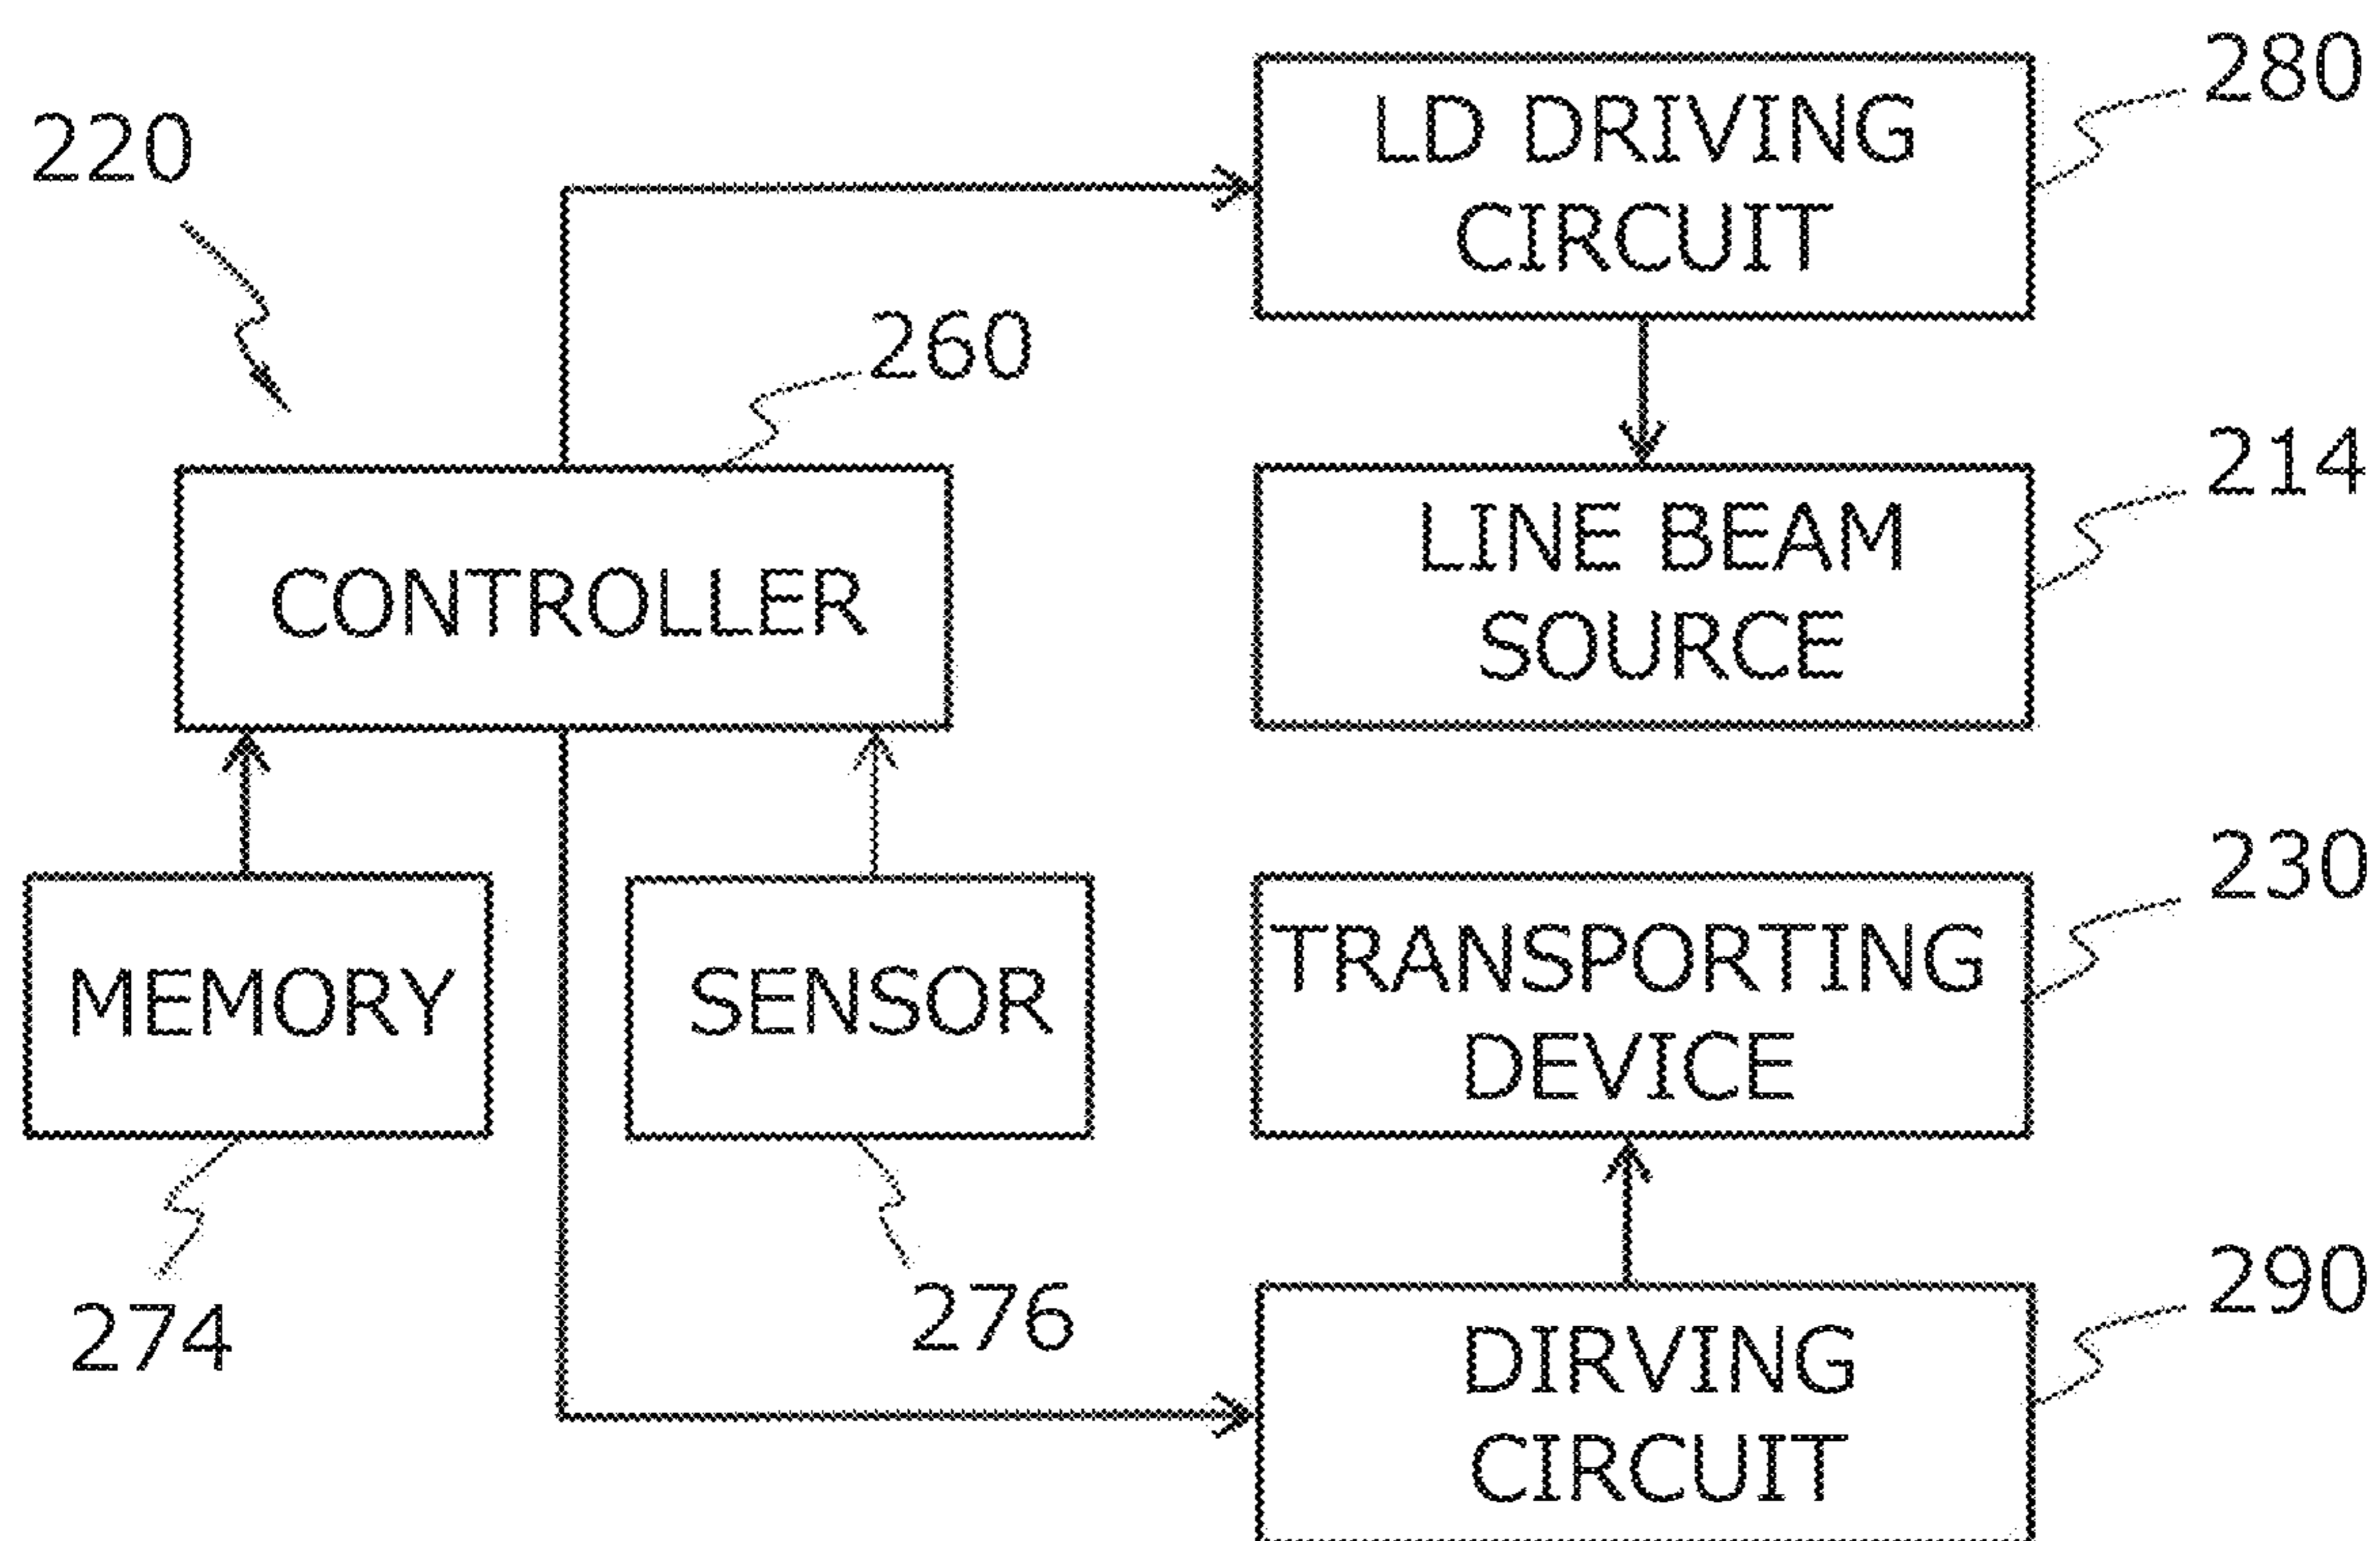 220
LD DRIVING
CIRCUIT
280
260
CONTROLLER
LINE BEAM
SOURCE
214
MEMORY
274
SENSOR
276
TRANSPORTING
DEVICE
230
DIRVING
CIRCUIT
290